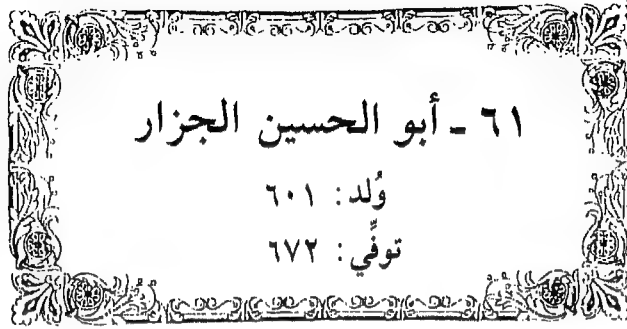 ٦١ - أبو الحسين الجزار
وُلد: ٦٠١
توفِّي: ٦٧٢